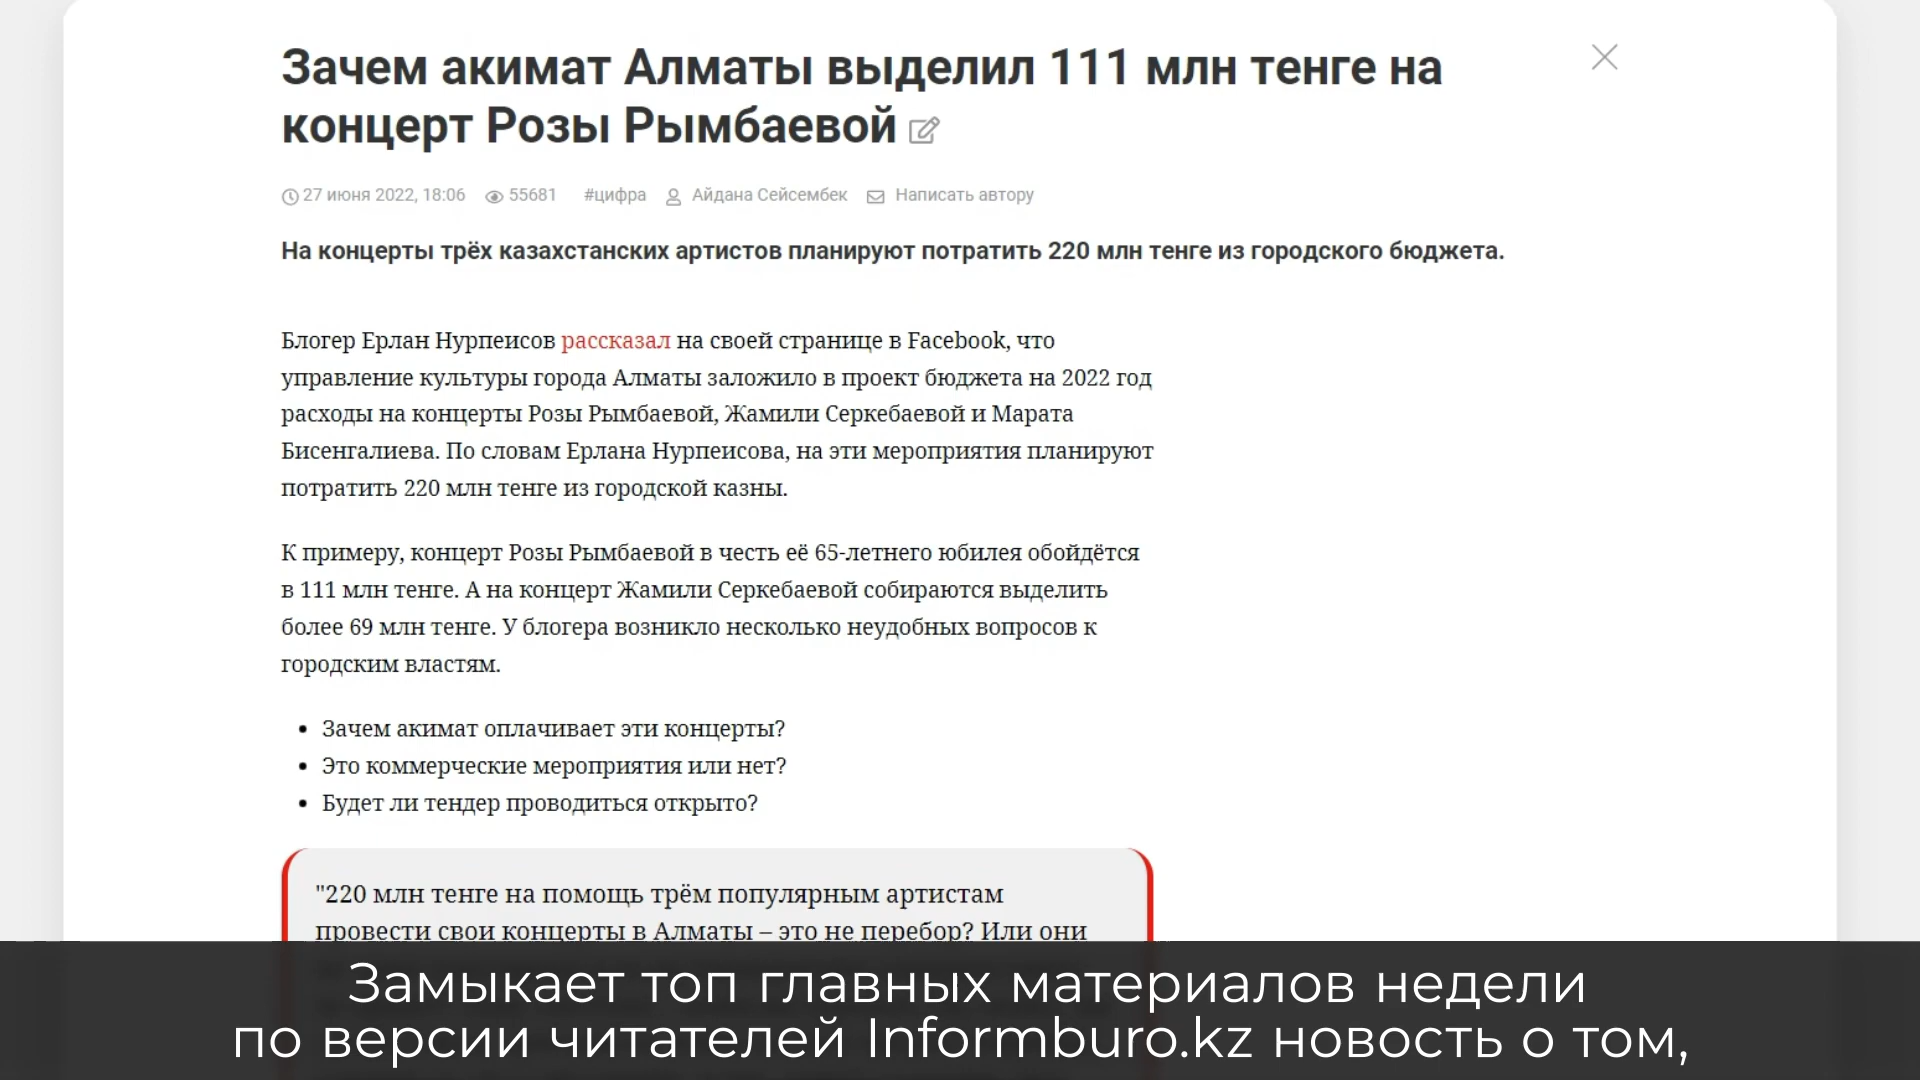 Зачем акимат Алматы выделил 111 млн тенге на
концерт Розы Рымбаевой
27 июня 2022, 18:06 55681 #цифра Айдана Сейсембек Написать автору
На концерты трёх казахстанских артистов планируют потратить 220 млн тенге из городского бюджета.
Блогер Ерлан Нурпеисов рассказал на своей странице в Facebook, что
управление культуры города Алматы заложило в проект бюджета на 2022 год
расходы на концерты Розы Рымбаевой, Жамили Серкебаевой и Марата
Бисенгалиева. По словам Ерлана Нурпеисова, на эти мероприятия планируют
потратить 220 млн тенге из городской казны.
К примеру, концерт Розы Рымбаевой в честь её 65-летнего юбилея обойдётся
в 111 млн тенге. А на концерт Жамили Серкебаевой собираются выделить
более 69 млн тенге. У блогера возникло несколько неудобных вопросов к
городским властям.
• Зачем акимат оплачивает эти концерты?
• Это коммерческие мероприятия или нет?
• Будет ли тендер проводиться открыто?
"220 млн тенге на помощь трём популярным артистам
провести свои концерты в Алматы – это не перебор? Или они
Замыкает топ главных материалов недели
по версии читателей Informburo.kz новость о том,